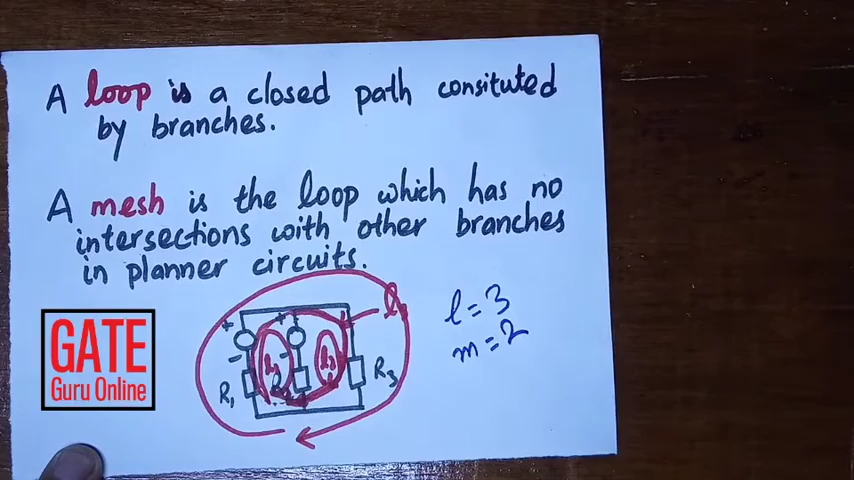 A loop is a closed path consituted
by branches.
A mesh is the loop which has no
intersections with other branches
in planner circuits.
l = 3
m = 2
R1
R3
GATE
Guru Online